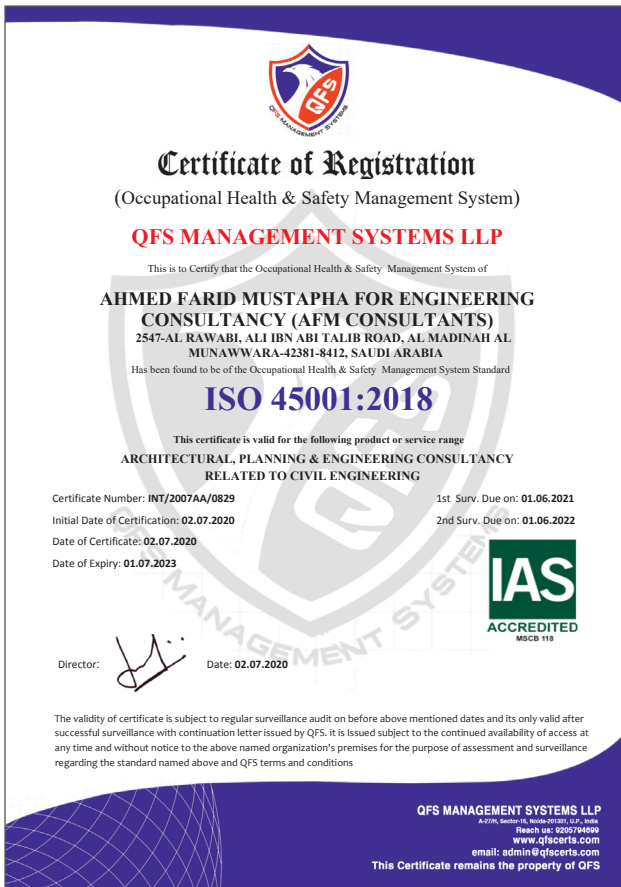 QFS
QFS MANAGEMENT SYSTEMS
Certificate of Registration
(Occupational Health & Safety Management System)
QFS MANAGEMENT SYSTEMS LLP
This is to Certify that the Occupational Health & Safety Management System of
AHMED FARID MUSTAPHA FOR ENGINEERING
CONSULTANCY (AFM CONSULTANTS)
2547-AL RAWABI, ALI IBN ABI TALIB ROAD, AL MADINAH AL
MUNAWWARA-42381-8412, SAUDI ARABIA
Has been found to be of the Occupational Health & Safety Management System Standard
ISO 45001:2018
This certificate is valid for the following product or service range
ARCHITECTURAL, PLANNING & ENGINEERING CONSULTANCY
RELATED TO CIVIL ENGINEERING
Certificate Number: INT/2007AA/0829
1st Surv. Due on: 01.06.2021
Initial Date of Certification: 02.07.2020
2nd Surv. Due on: 01.06.2022
Date of Certificate: 02.07.2020
Date of Expiry: 01.07.2023
QFS
QFS MANAGEMENT SYSTEMS
IAS
ACCREDITED
MSCB 118
Director:
Date: 02.07.2020
The validity of certificate is subject to regular surveillance audit on before above mentioned dates and its only valid after
successful surveillance with continuation letter issued by QFS. it is Issued subject to the continued availability of access at
any time and without notice to the above named organization's premises for the purpose of assessment and surveillance
regarding the standard named above and QFS terms and conditions
QFS MANAGEMENT SYSTEMS LLP
A-27/H, Sector-16, Noida-201301, U.P., India
Reach us: 9205794699
www.qfscerts.com
email: admin@qfscerts.com
This Certificate remains the property of QFS